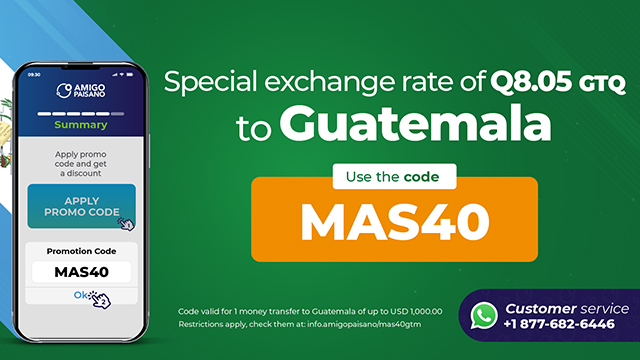 09:30
AMIGO
PAISANO
Summary
Apply promo
code and get
a discount
APPLY
PROMO CODE
1
Promotion Code
MAS40
Ok
2
Special exchange rate of Q8.05 GTQ
to Guatemala
Use the code
MAS40
Code valid for 1 money transfer to Guatemala of up to USD 1,000.00
Restrictions apply, check them at: info.amigopaisano/mas40gtm
Customer service
+1 877-682-6446